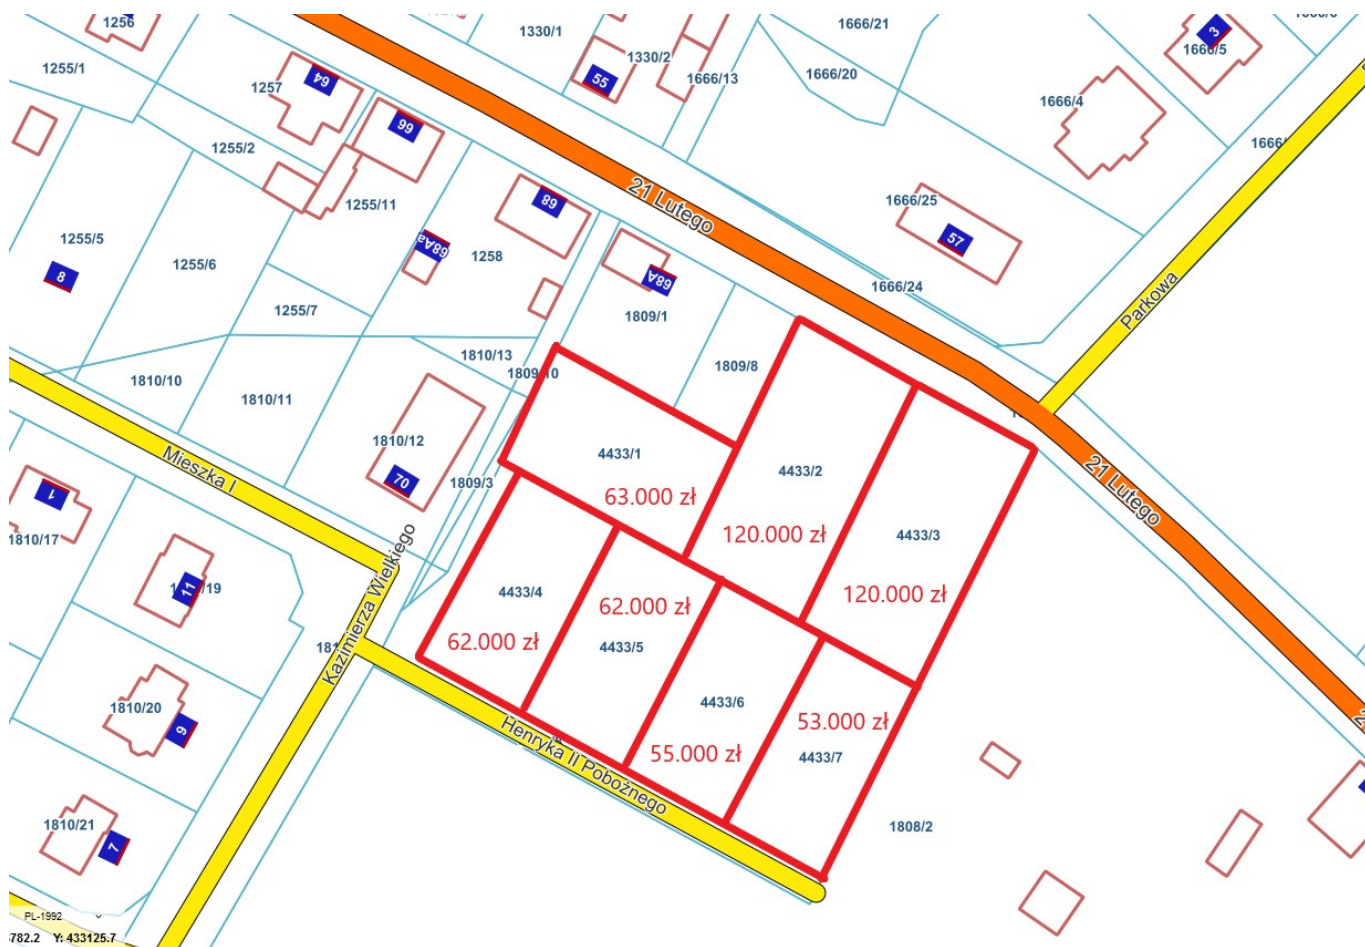 1256
1330/1
1666/21
1255/1
1257
64
55
1330/2
1666/13
1666/20
3
1666/5
1666/4
66
1255/2
1255/11
21 Lutego
68
1666/25
57
1255/5
8
1255/6
68Aa
1258
68A
1666/24
Parkowa
1255/7
1809/1
1810/13
1809/10
1809/8
1810/10
1810/11
1810/12
70
1809/3
Mieszka I
4433/1
63.000 zł
4433/2
120.000 zł
21 Lutego
4433/3
120.000 zł
1
1810/17
11
Kazimierza Wielkiego
4433/4
62.000 zł
62.000 zł
4433/5
1810/20
9
4433/6
55.000 zł
53.000 zł
4433/7
Henryka II Pobożnego
1810/21
7
1808/2
PL-1992
782.2 Y: 433125.7